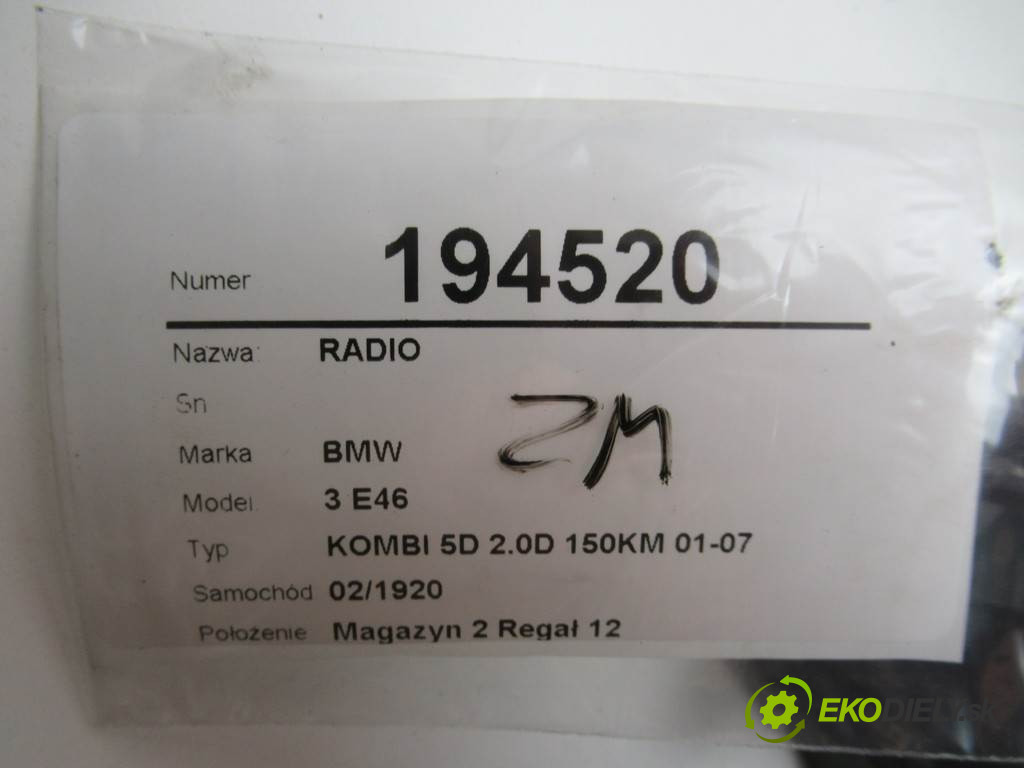 Numer 194520
Nazwa: RADIO
Sn
ZM
Marka BMW
Model 3 E46
Typ KOMBI 5D 2.0D 150KM 01-07
Samochód 02/1920
Położenie Magazyn 2 Regał 12
EKODIELY.sk